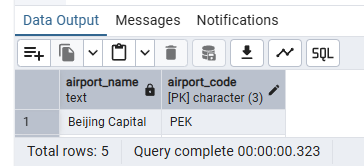 Data Output Messages Notifications
SQL
airport_name airport_code
text [PK] character (3)
1 Beijing Capital PEK
Total rows: 5 Query complete 00:00:00.323